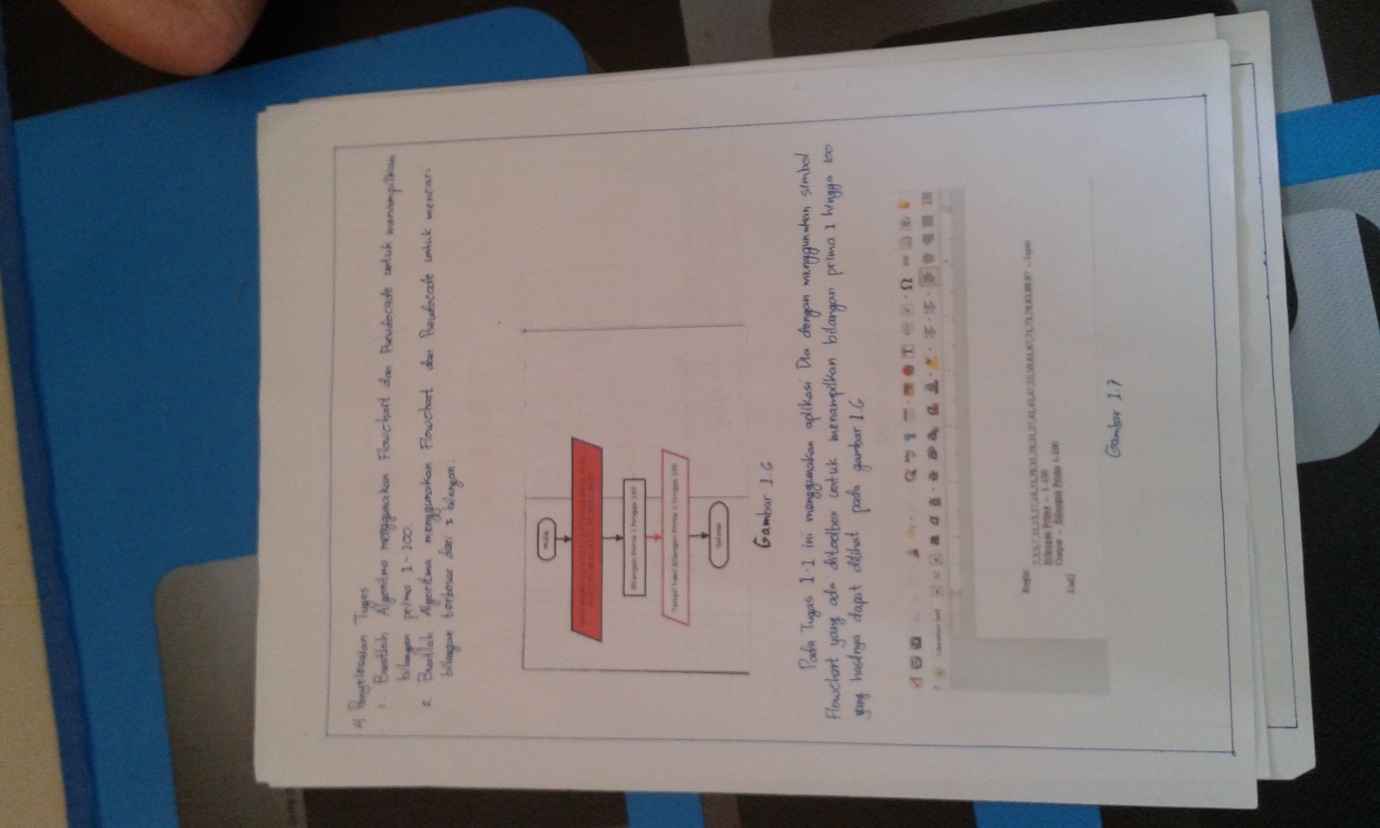 4) Penyelesaian Tugas
1. Buatlah Algoritma menggunakan Flowchart dan Pseudocode untuk menampilkan
bilangan prima 1-100.
2. Buatlah Algoritma menggunakan Flowchart dan Pseudocode untuk mencari
bilangan terbesar dari 3 bilangan.
Mulai
Bilangan Prima 1 hingga 100
Tampil hasil Bilangan Prima 1 hingga 100
Selesai
Gambar 1.6
Pada Tugas 1.1 ini menggunakan aplikasi Dia dengan menggunakan simbol
Flowchart yang ada ditoolbox untuk menampilkan bilangan prima 1 hingga 100
yang hasilnya dapat dilihat pada gambar 1.6
Begin:
Bilangan Prima ← 1-100
Output ← Bilangan Prima 1-100
End
Gambar 1.7